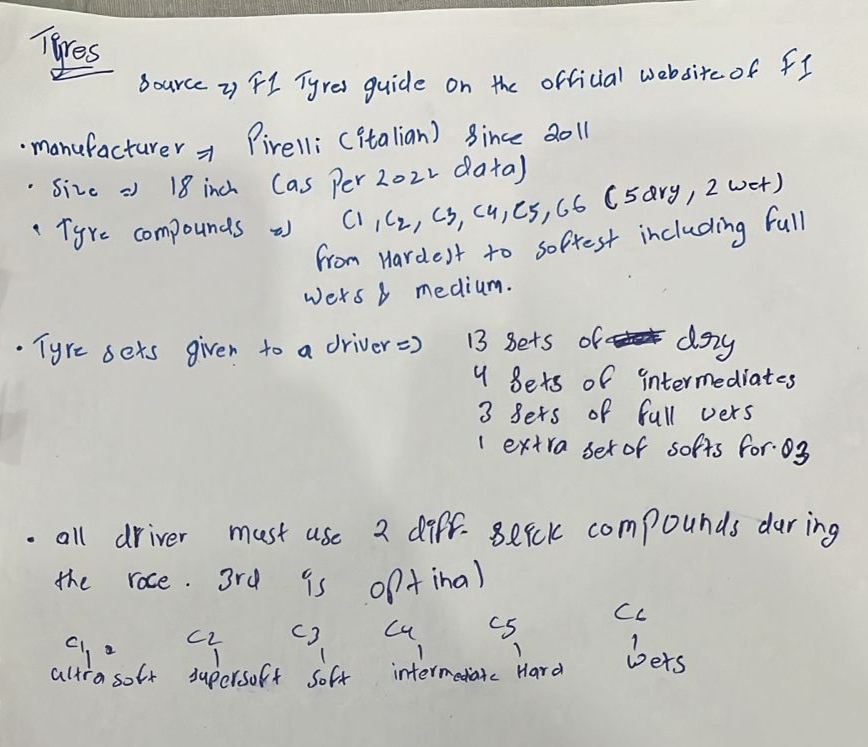 Tyres
Source => F1 Tyres guide on the official website of F1
• manufacturer => Pirelli (italian) since 2011
• Size => 18 inch (as per 2022 data)
• Tyre compounds => C1, C2, C3, C4, C5, C6 (5 dry, 2 wet)
from Hardest to softest including full
wets & medium.
• Tyre sets given to a driver => 13 sets of dry
4 sets of intermediates
3 sets of full wets
1 extra set of softs for Q3
• all driver must use 2 diff. slick compounds during
the race. 3rd is optinal
C1 C2 C3 C4 C5 C6
ultra soft supersoft soft intermediate Hard wets